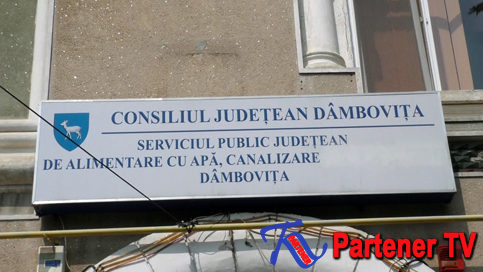 CONSILIUL JUDEȚEAN DÂMBOVIȚA
SERVICIUL PUBLIC JUDEȚEAN
DE ALIMENTARE CU APĂ, CANALIZARE
DÂMBOVIȚA
Partener TV